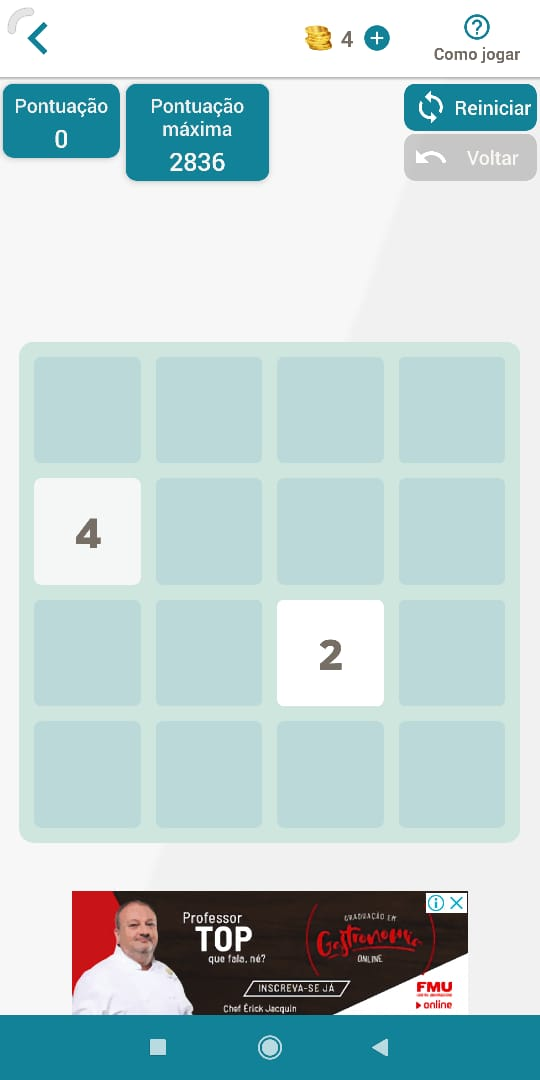 4
Como jogar
Pontuação
0
Pontuação
máxima
2836
Reiniciar
Voltar
4
2
Professor
TOP
que fala, né?
GRADUAÇÃO EM
Gastronomia
ONLINE
INSCREVA-SE JÁ
Chef Érick Jacquin
FMU
online